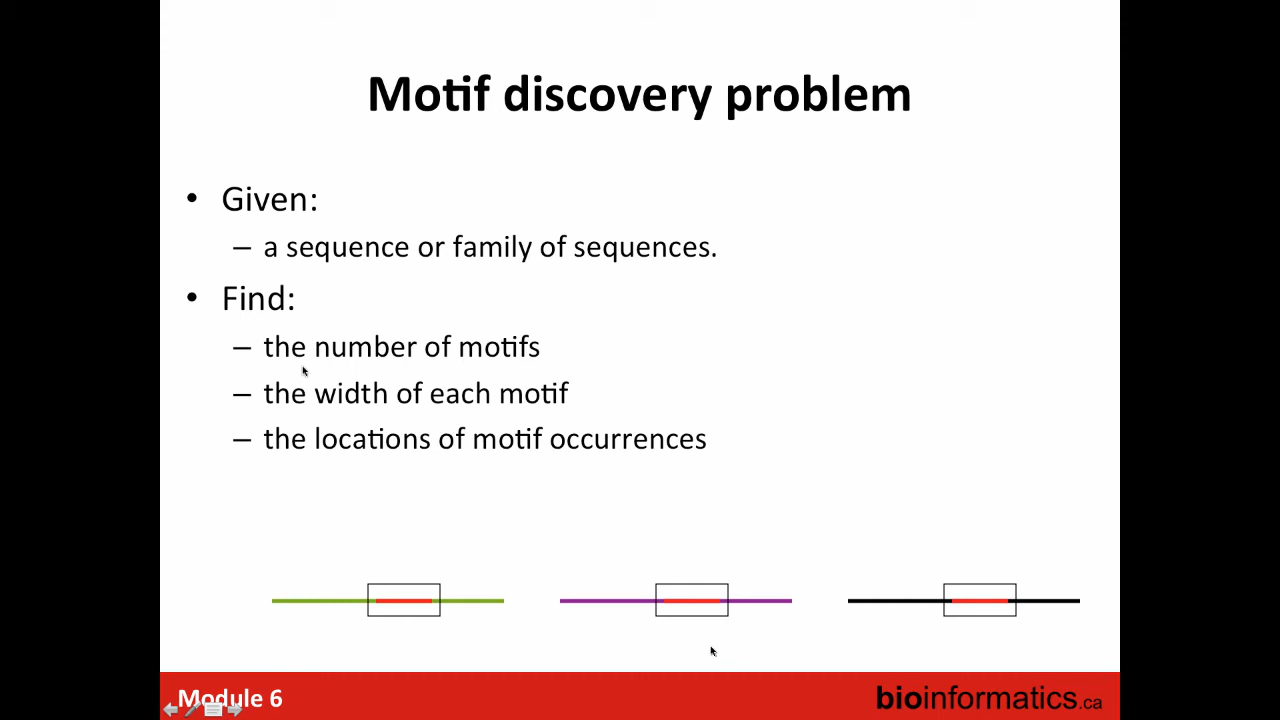 Motif discovery problem
• Given:
– a sequence or family of sequences.
• Find:
– the number of motifs
– the width of each motif
– the locations of motif occurrences
Module 6
bioinformatics.ca